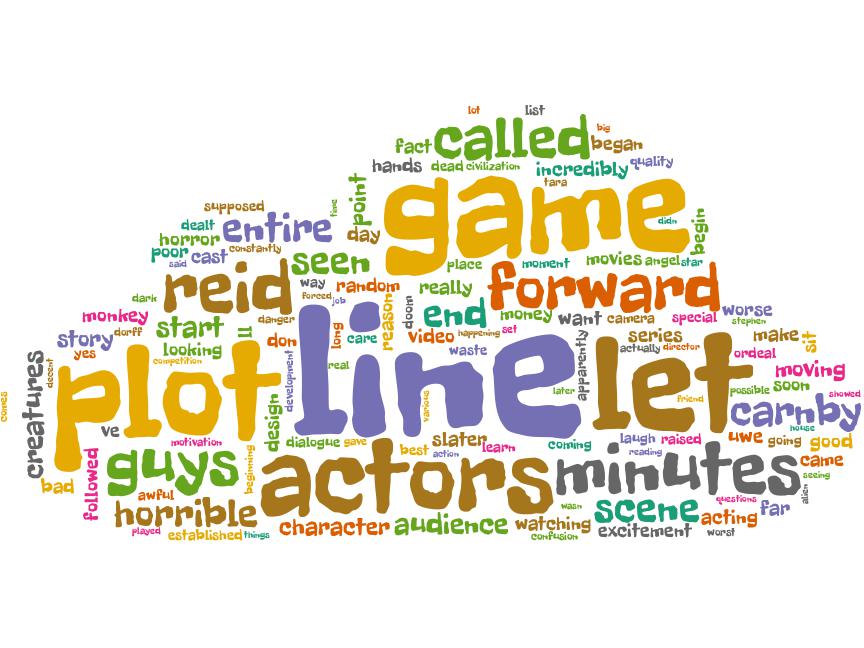 lot
list
called
big
fact
began
hands
dead
civilization
incredibly
quality
tara
point
game
supposed
time
didn
begin
dealt
entire
day
horror
constantly
poor
said
cast
seen
place
moment
movies
angel
star
reid
way
random
really
forward
dark
forced
job
reason
doom
end
money
want
camera
special
worse
stephen
monkey
danger
story
dorff
start
ll
don
long
care
video
happening
set
series
make
sit
yes
looking
actually
director
ordeal
waste
apparently
competition
real
development
line
plot
let
moving
possible
soon
showed
creatures
decent
comes
various
later
friend
carnby
house
ve
design
motivation
dialogue
gave
best
slater
action
learn
coming
laugh
raised
reading
uwe
going
good
guys
beginning
actors
minutes
came
seeing
followed
bad
awful
alien
questions
horrible
wasn
scene
acting
far
character
audience
watching
excitement
worst
played
established
things
confusion